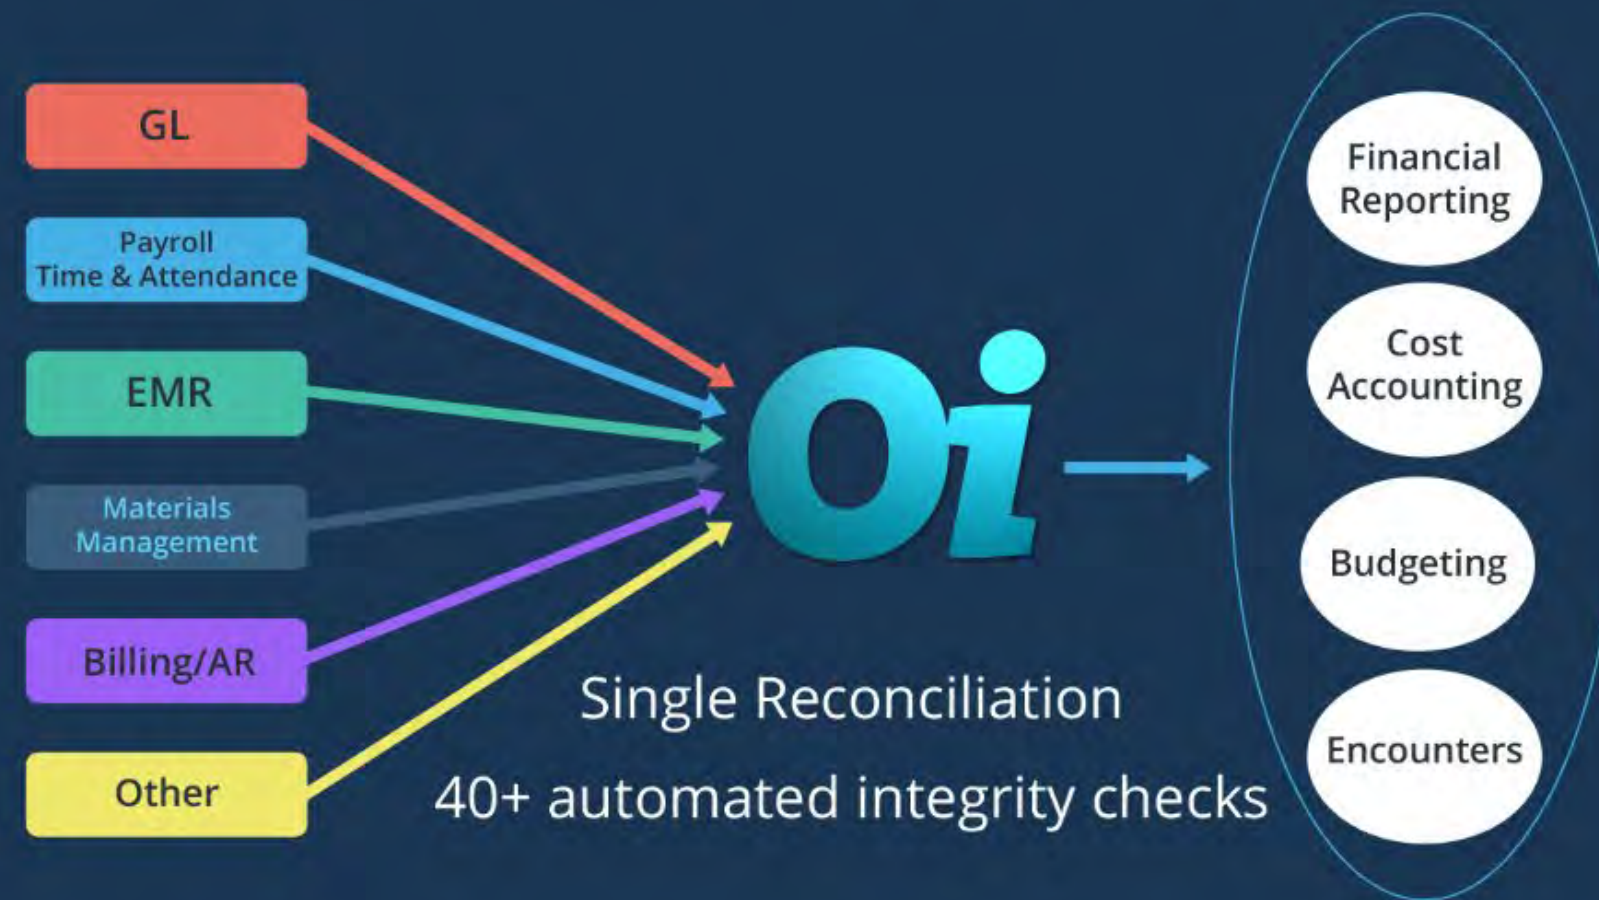 GL
Payroll
Time & Attendance
EMR
Materials
Management
Billing/AR
Other
Oi
Single Reconciliation
40+ automated integrity checks
Financial
Reporting
Cost
Accounting
Budgeting
Encounters